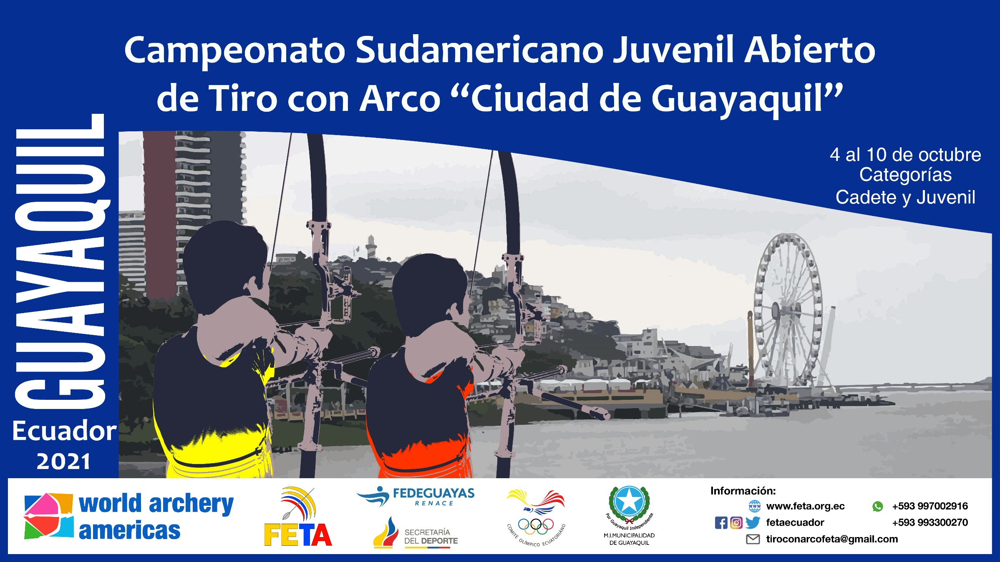 Campeonato Sudamericano Juvenil Abierto
de Tiro con Arco “Ciudad de Guayaquil”
4 al 10 de octubre
Categorías
Cadete y Juvenil
GUAYAQUIL
Ecuador
2021
world archery
americas
FETA
FEDEGUAYAS
RENACE
SECRETARÍA
DEL DEPORTE
COMITÉ OLÍMPICO ECUATORIANO
Por Guayaquil Independiente
M.I.MUNICIPALIDAD
DE GUAYAQUIL
Información:
www
www.feta.org.ec
+593 997002916
fetaecuador
+593 993300270
tiroconarcofeta@gmail.com